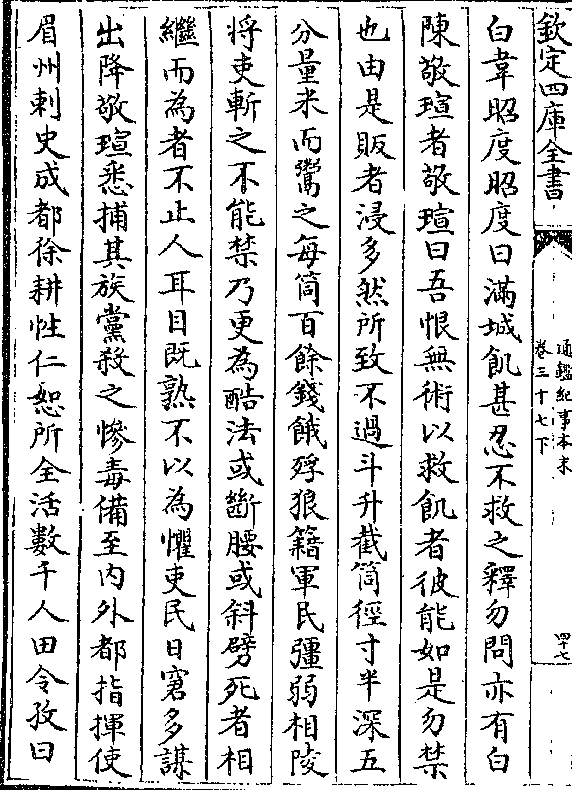 欽定四庫全書
通鑑紀事本末
卷三十七下
四十七
白韋昭度昭度曰滿城飢甚忍不救之釋勿問亦有白
陳敬瑄者敬瑄曰吾恨無術以救飢者彼能如是勿禁
也由是販者浸多然所致不過斗升截筒徑寸半深五
分量米而鬻之每筒百餘錢餓殍狼籍軍民彊弱相陵
将吏斬之不能禁乃更為酷法或斷腰或斜劈死者相
繼而為者不止人耳目既熟不以為懼吏民日窘多謀
出降敬瑄悉捕其族黨殺之慘毒備至内外都指揮使
眉州刺史成都徐耕性仁恕所全活數千人田令孜曰